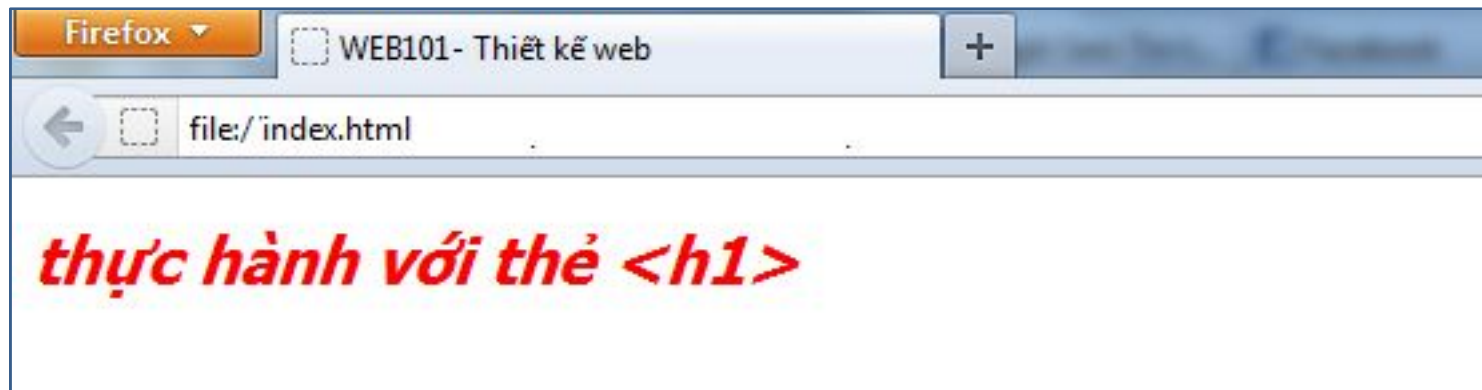 Firefox
WEB101- Thiết kế web
file:/ index.html
thực hành với thẻ <h1>